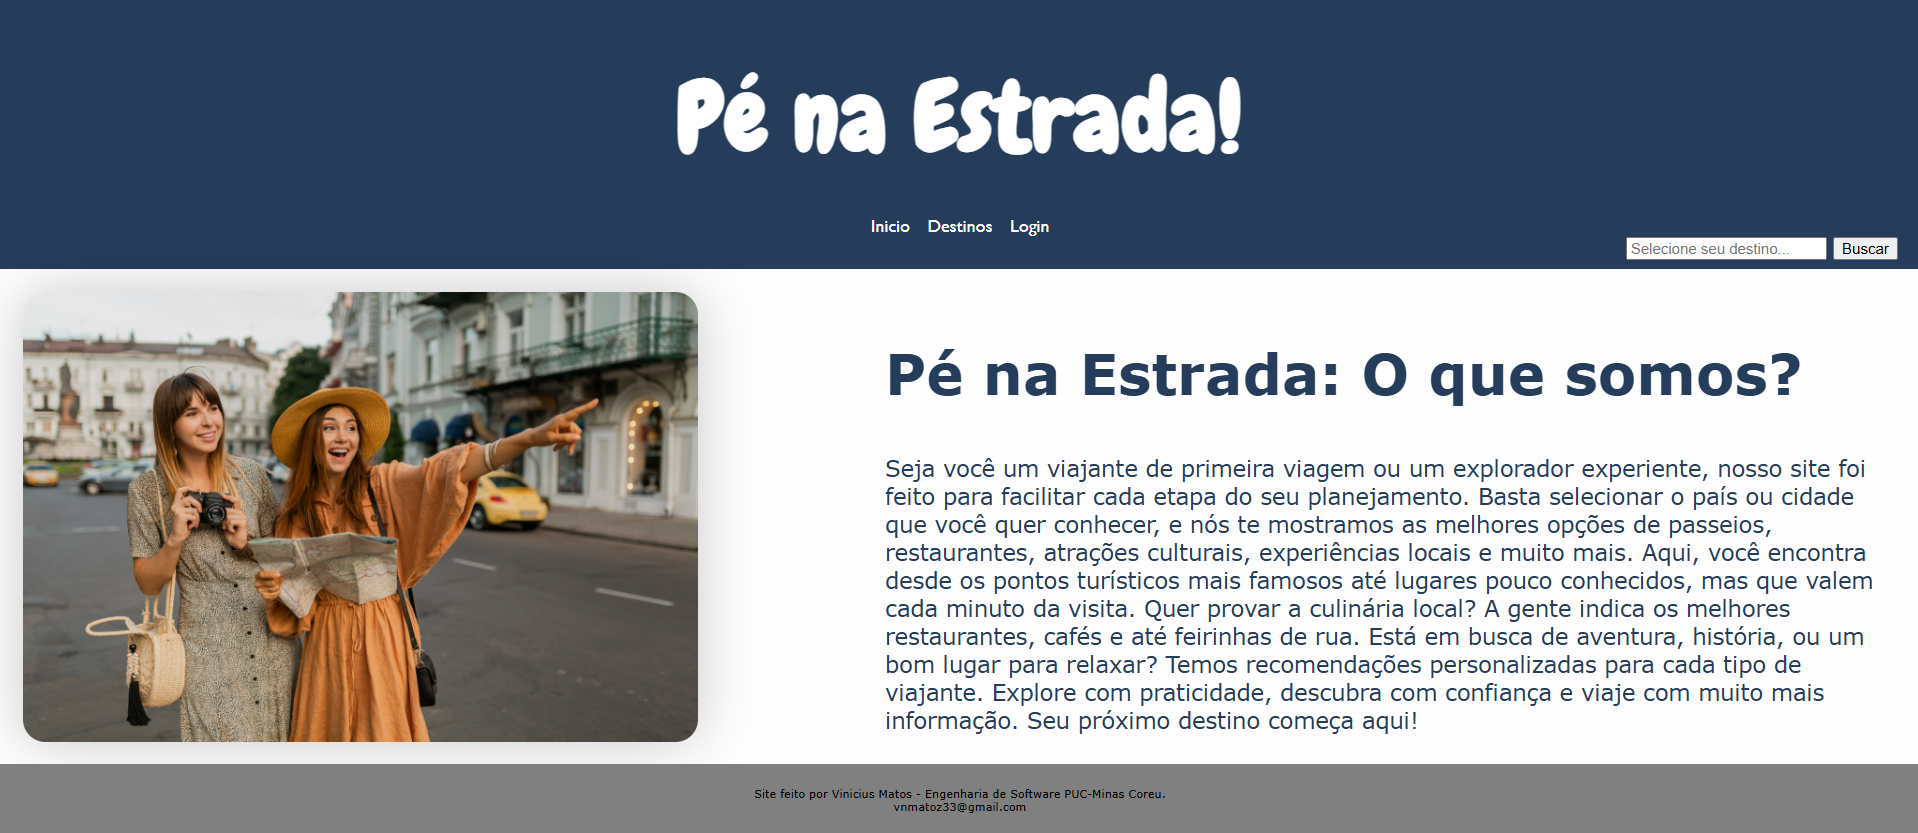 Pé na Estrada!
Inicio Destinos Login
Selecione seu destino... Buscar
Pé na Estrada: O que somos?
Seja você um viajante de primeira viagem ou um explorador experiente, nosso site foi
feito para facilitar cada etapa do seu planejamento. Basta selecionar o país ou cidade
que você quer conhecer, e nós te mostramos as melhores opções de passeios,
restaurantes, atrações culturais, experiências locais e muito mais. Aqui, você encontra
desde os pontos turísticos mais famosos até lugares pouco conhecidos, mas que valem
cada minuto da visita. Quer provar a culinária local? A gente indica os melhores
restaurantes, cafés e até feirinhas de rua. Está em busca de aventura, história, ou um
bom lugar para relaxar? Temos recomendações personalizadas para cada tipo de
viajante. Explore com praticidade, descubra com confiança e viaje com muito mais
informação. Seu próximo destino começa aqui!
Site feito por Vinicius Matos - Engenharia de Software PUC-Minas Coreu.
vnmatoz33@gmail.com